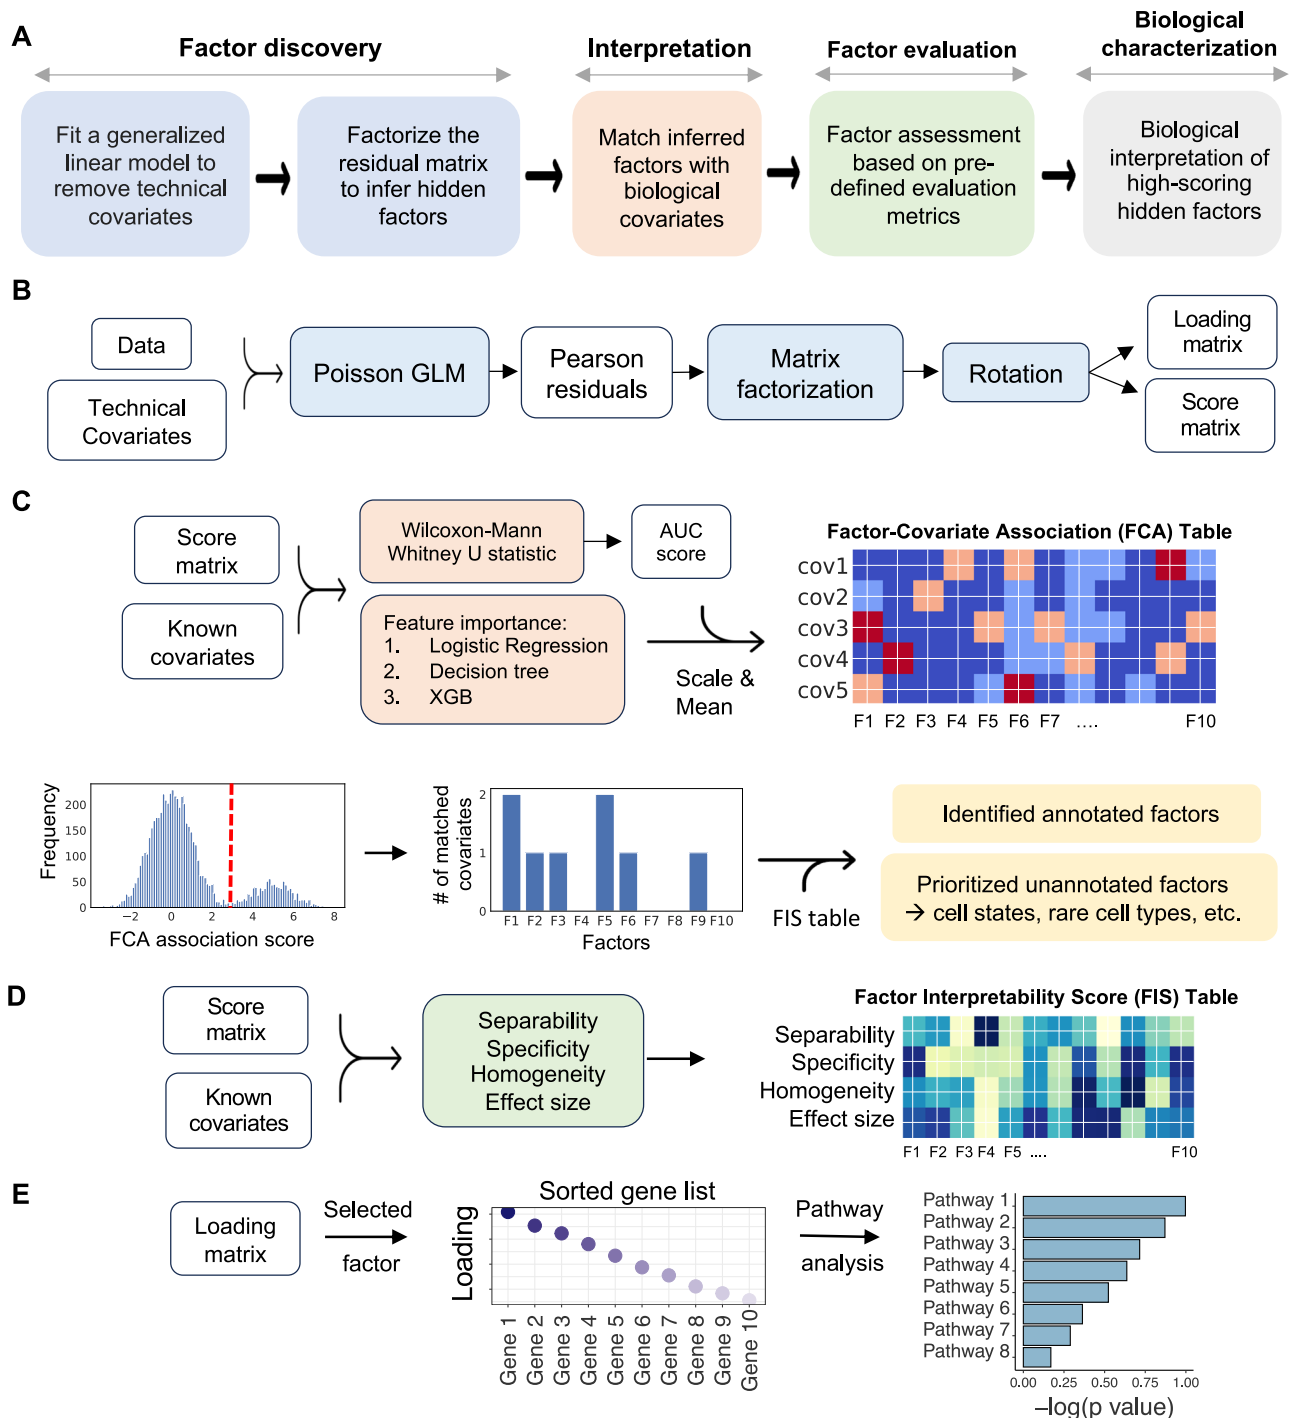 A
Factor discovery
Interpretation
Factor evaluation
Biological
characterization
Fit a generalized
linear model to
remove technical
covariates
Factorize the
residual matrix
to infer hidden
factors
Match inferred
factors with
biological
covariates
Factor assessment
based on pre-
defined evaluation
metrics
Biological
interpretation of
high-scoring
hidden factors
B
Data
Technical
Covariates
Poisson GLM
Pearson
residuals
Matrix
factorization
Rotation
Loading
matrix
Score
matrix
C
Score
matrix
Known
covariates
Wilcoxon-Mann
Whitney U statistic
AUC
score
Feature importance:
1. Logistic Regression
2. Decision tree
3. XGB
Scale &
Mean
Factor-Covariate Association (FCA) Table
cov1
cov2
cov3
cov4
cov5
F1 F2 F3 F4 F5 F6 F7 .... F10
Frequency
200
150
100
50
0
−2 0 2 4 6 8
FCA association score
# of matched
covariates
2
1
0
F1 F2 F3 F4 F5 F6 F7 F8 F9 F10
Factors
FIS table
Identified annotated factors
Prioritized unannotated factors
→ cell states, rare cell types, etc.
D
Score
matrix
Known
covariates
Separability
Specificity
Homogeneity
Effect size
Factor Interpretability Score (FIS) Table
Separability
Specificity
Homogeneity
Effect size
F1 F2 F3 F4 F5 .... F10
E
Loading
matrix
Selected
factor
Sorted gene list
Loading
Gene 1
Gene 2
Gene 3
Gene 4
Gene 5
Gene 6
Gene 7
Gene 8
Gene 9
Gene 10
Pathway
analysis
Pathway 1
Pathway 2
Pathway 3
Pathway 4
Pathway 5
Pathway 6
Pathway 7
Pathway 8
0.00 0.25 0.50 0.75 1.00
−log(p value)